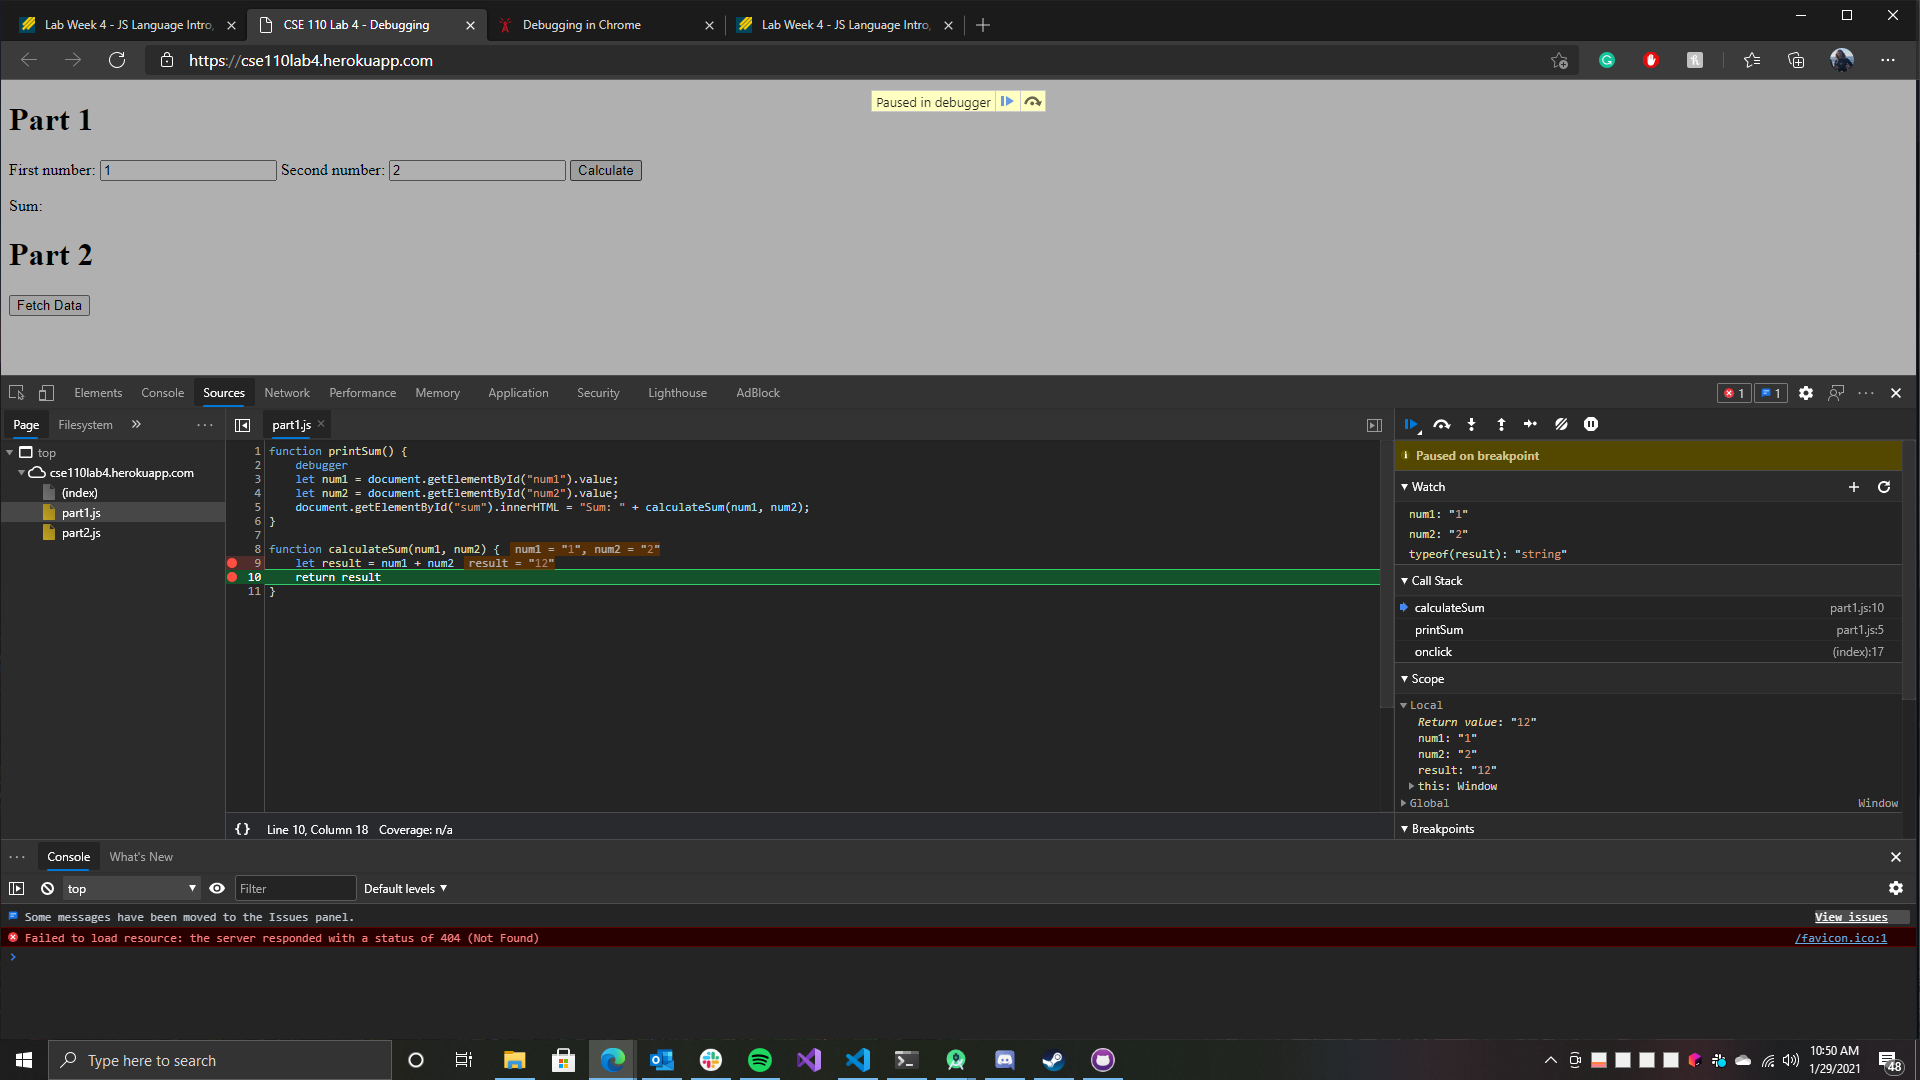 Lab Week 4 - JS Language Intro,
CSE 110 Lab 4 - Debugging
Debugging in Chrome
Lab Week 4 - JS Language Intro,
https://cse110lab4.herokuapp.com
Paused in debugger
Part 1
First number: 1 Second number: 2 Calculate
Sum:
Part 2
Fetch Data
Elements Console Sources Network Performance Memory Application Security Lighthouse AdBlock
1 1
Page Filesystem
part1.js
top
cse110lab4.herokuapp.com
(index)
part1.js
part2.js
1 function printSum() {
2 debugger
3 let num1 = document.getElementById("num1").value;
4 let num2 = document.getElementById("num2").value;
5 document.getElementById("sum").innerHTML = "Sum: " + calculateSum(num1, num2);
6 }
7
8 function calculateSum(num1, num2) { num1 = "1", num2 = "2"
9 let result = num1 + num2 result = "12"
10 return result
11 }
{} Line 10, Column 18 Coverage: n/a
Paused on breakpoint
Watch
num1: "1"
num2: "2"
typeof(result): "string"
Call Stack
calculateSum part1.js:10
printSum part1.js:5
onclick (index):17
Scope
Local
Return value: "12"
num1: "1"
num2: "2"
result: "12"
this: Window
Global Window
Breakpoints
Console What's New
top Filter Default levels
Some messages have been moved to the Issues panel. View issues
Failed to load resource: the server responded with a status of 404 (Not Found) /favicon.ico:1
Type here to search
10:50 AM
1/29/2021
48